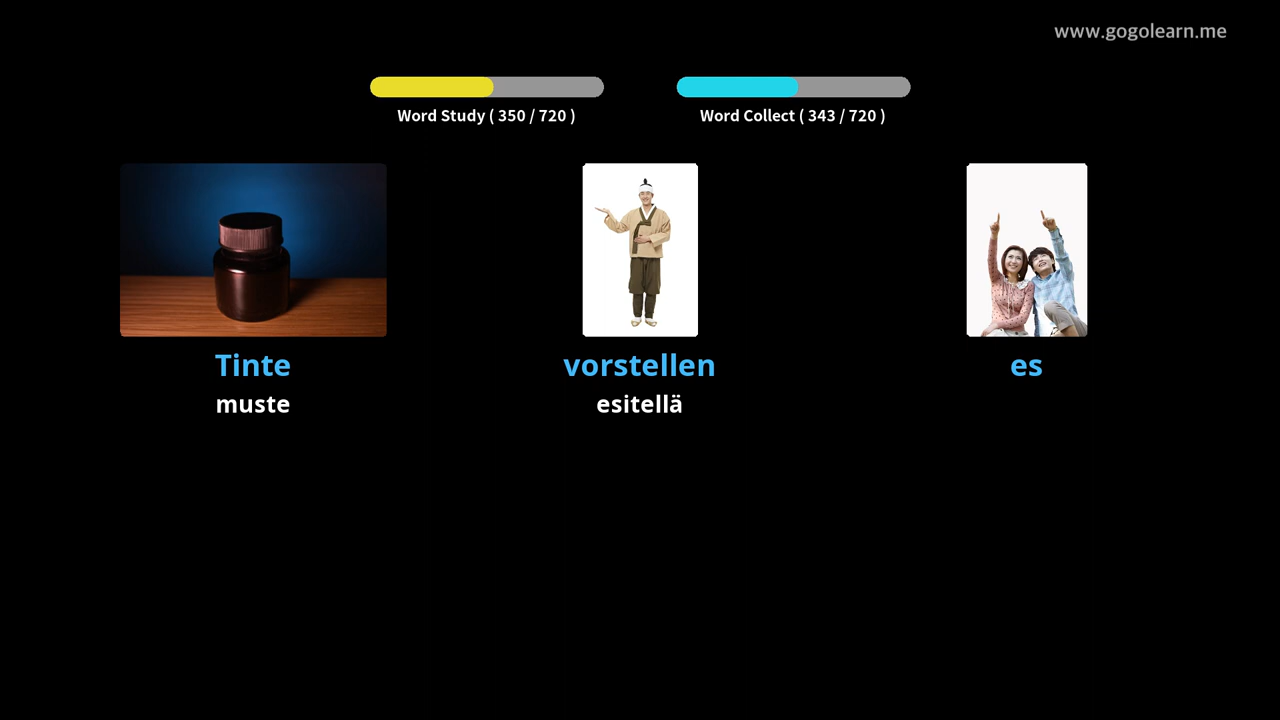 www.gogolearn.me
Word Study ( 350 / 720 )
Word Collect ( 343 / 720 )
Tinte
muste
vorstellen
esitellä
es